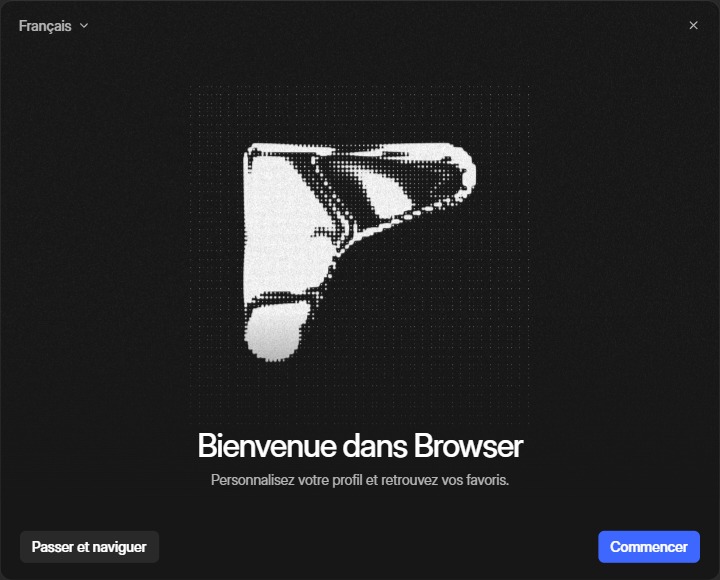 Français
Bienvenue dans Browser
Personnalisez votre profil et retrouvez vos favoris.
Passer et naviguer
Commencer